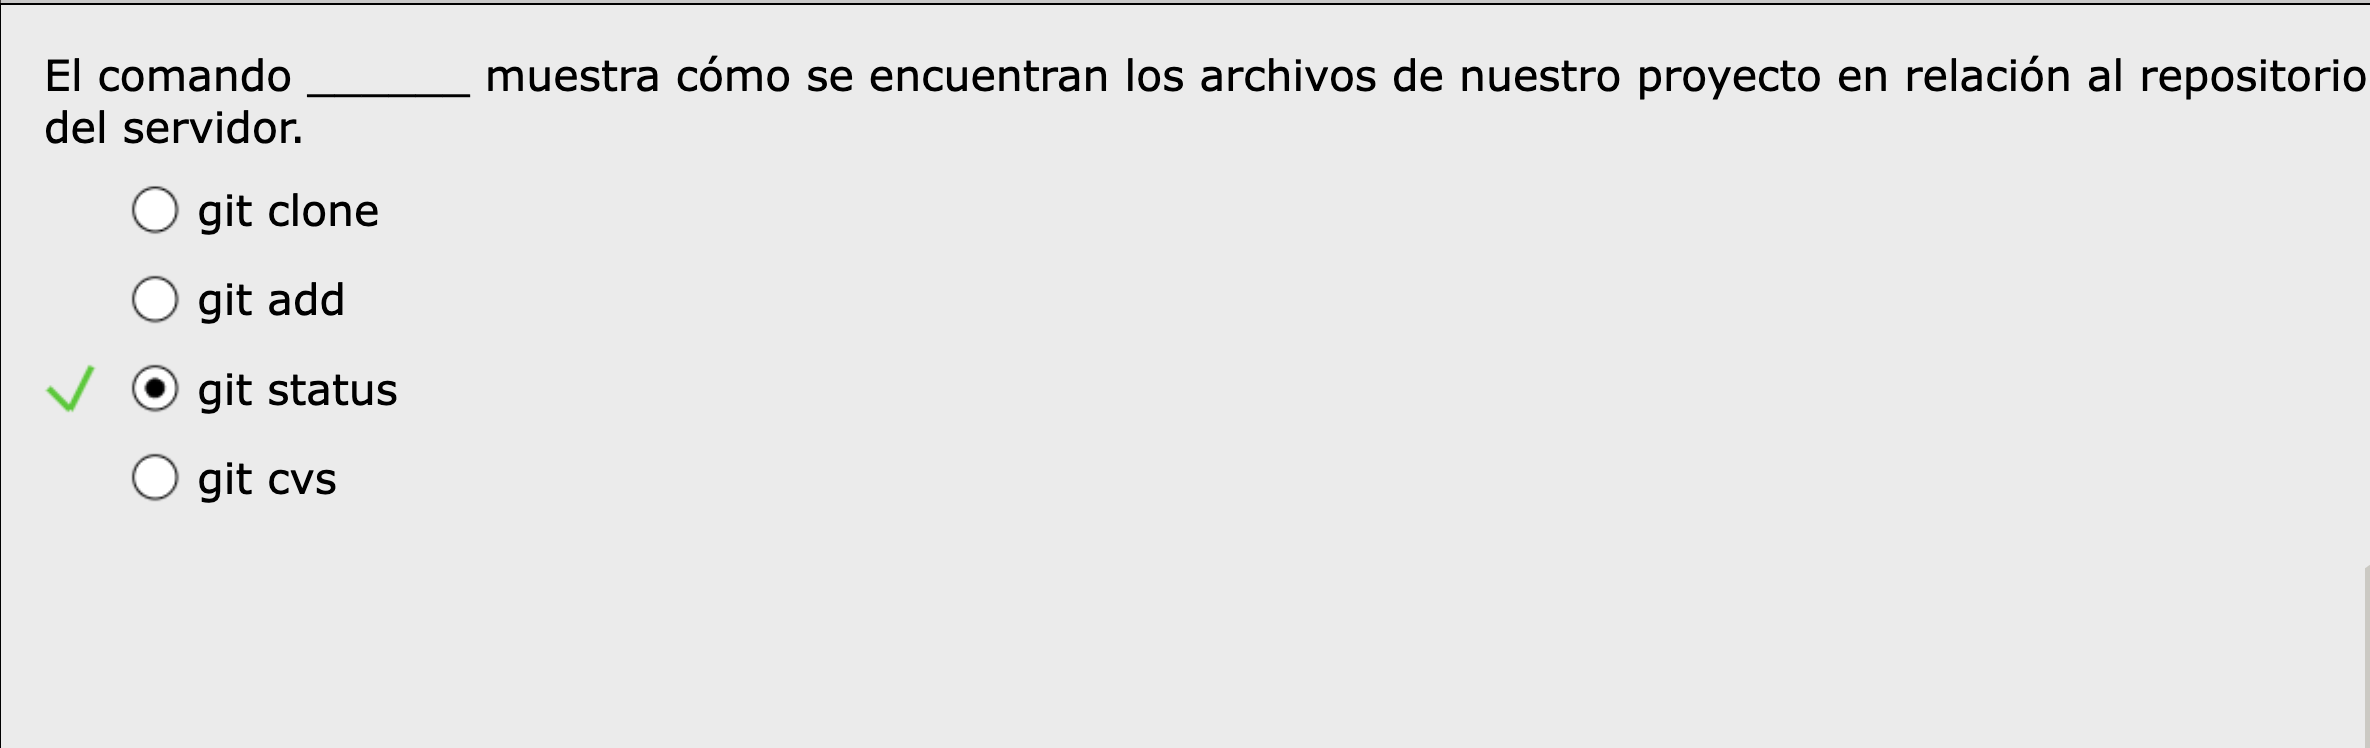 El comando _______ muestra cómo se encuentran los archivos de nuestro proyecto en relación al repositorio
del servidor.
git clone
git add
git status
git cvs